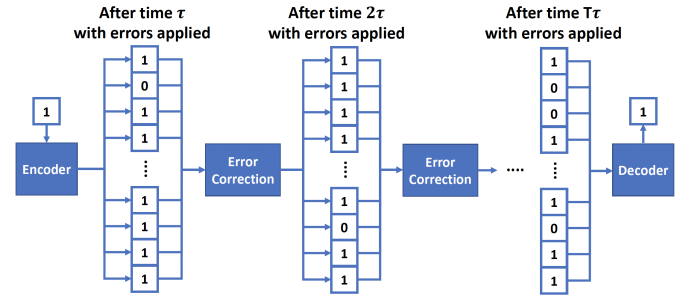 After time τ
with errors applied
After time 2τ
with errors applied
After time Tτ
with errors applied
1
Encoder
1
0
1
1
1
1
1
1
Error
Correction
1
1
1
1
1
0
1
1
Error
Correction
1
0
0
1
1
0
1
1
1
Decoder